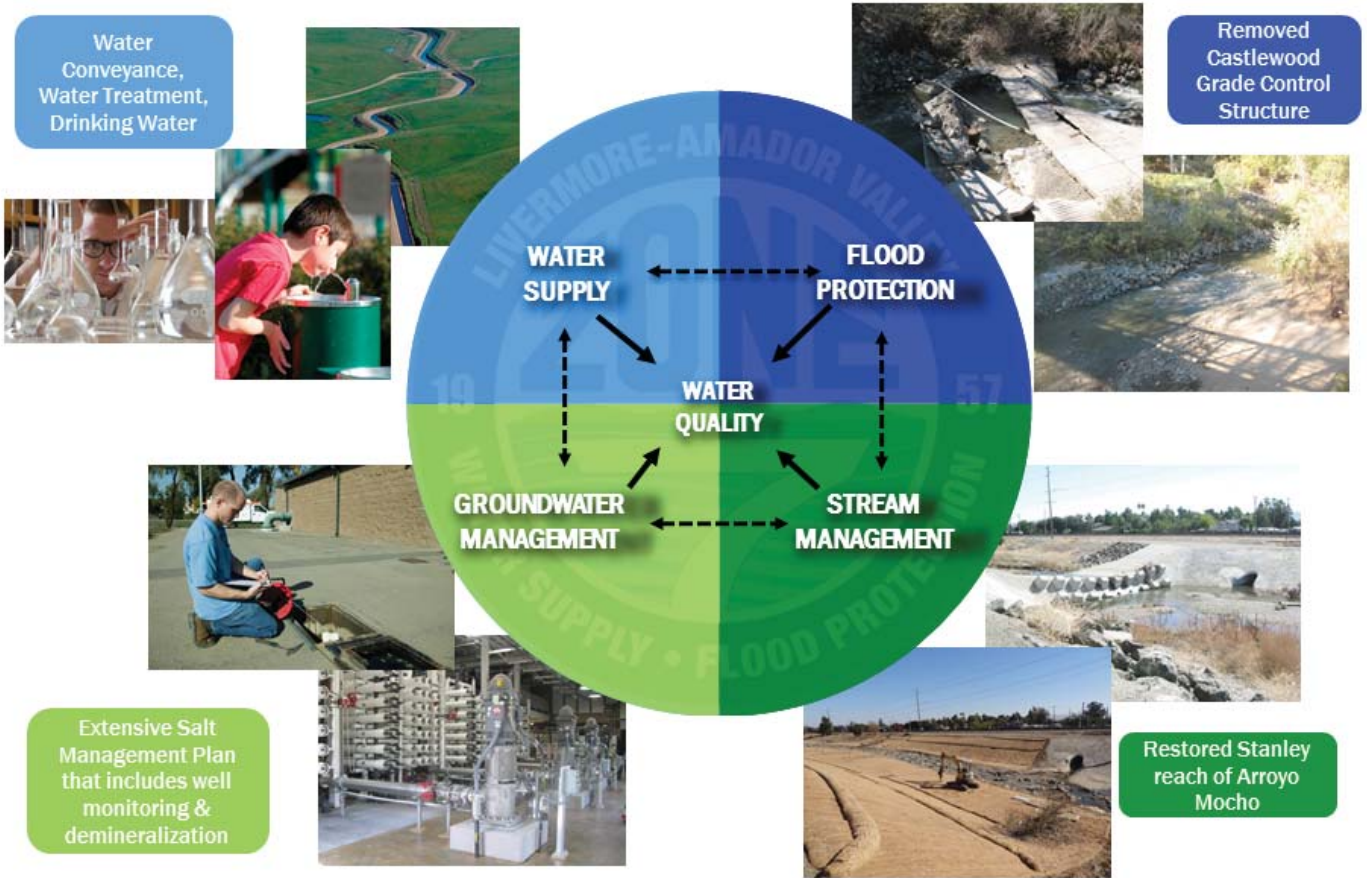 Water
Conveyance,
Water Treatment,
Drinking Water
Removed
Castlewood
Grade Control
Structure
LIVERMORE-AMADOR VALLEY
WATER
SUPPLY
FLOOD
PROTECTION
ZONE
19
57
WATER
QUALITY
GROUNDWATER
MANAGEMENT
STREAM
MANAGEMENT
7
WATER SUPPLY • FLOOD PROTECTION
Extensive Salt
Management Plan
that includes well
monitoring &
demineralization
Restored Stanley
reach of Arroyo
Mocho